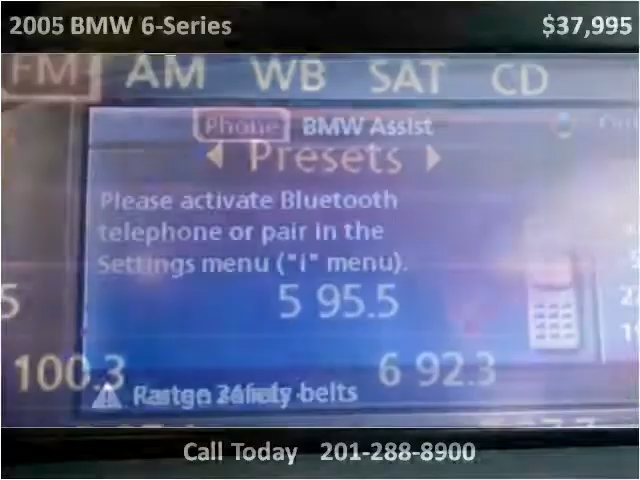 2005 BMW 6-Series $37,995
FM AM WB SAT CD
Phone BMW Assist
Presets
Please activate Bluetooth
telephone or pair in the
Settings menu ("i" menu).
5 5 95.5
100.3 6 92.3
belts
Call Today 201-288-8900